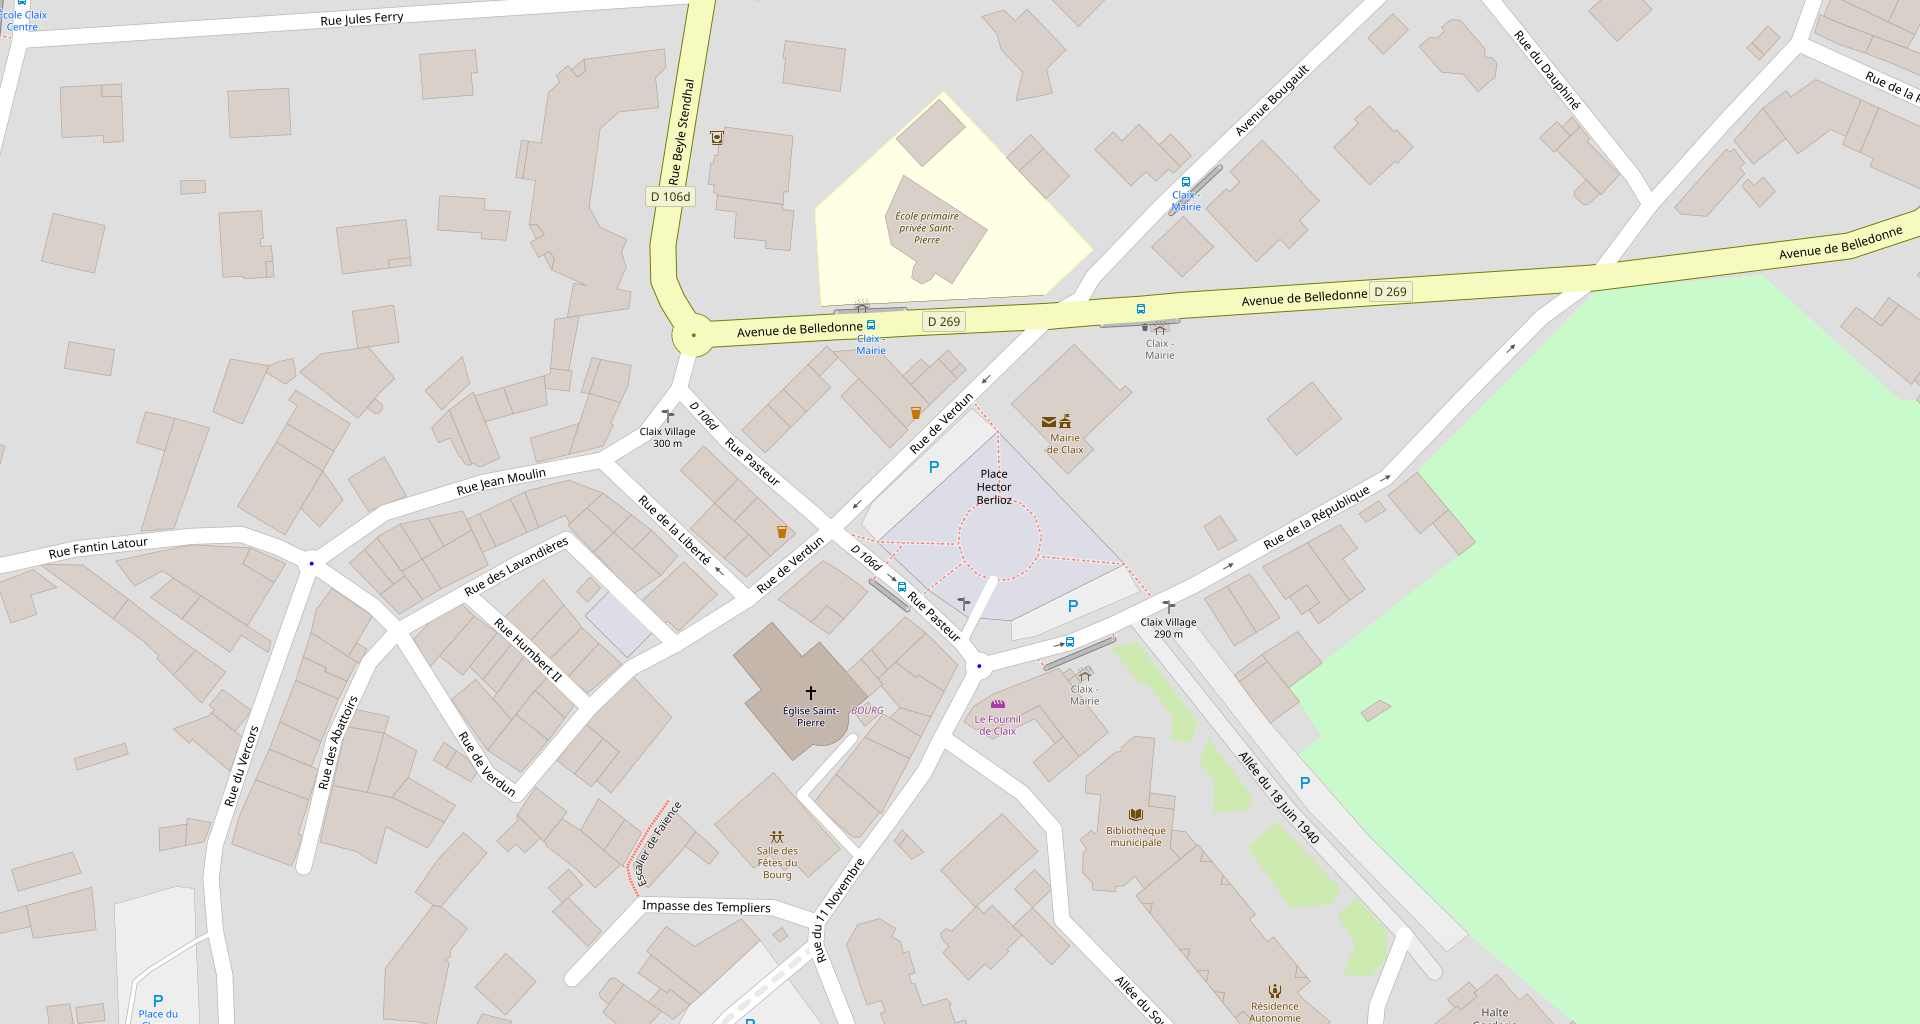 École Claix
Centre
Rue Jules Ferry
Rue Beyle Stendhal
D 106d
École primaire
privée Saint-
Pierre
Avenue Bougault
Claix -
Mairie
Rue du Dauphiné
Rue de la
Avenue de Belledonne
D 269
Avenue de Belledonne
D 269
Avenue de Belledonne
Claix -
Mairie
Claix -
Mairie
D 106d
Rue Pasteur
Claix Village
300 m
Rue de Verdun
P
Mairie
de Claix
Place
Hector
Berlioz
Rue Jean Moulin
Rue de la Liberté
Rue Fantin Latour
Rue des Lavandières
Rue de Verdun
D 106d
Rue Pasteur
P
Rue de la République
Claix Village
290 m
Rue Humbert II
Église Saint-
Pierre
BOURG
Le Fournil
de Claix
Claix -
Mairie
Rue du Vercors
Rue des Abattoirs
Rue de Verdun
Allée du 18 Juin 1940
P
Escalier de Faïence
Salle des
Fêtes du
Bourg
Bibliothèque
municipale
Impasse des Templiers
Rue du 11 Novembre
P
Place du
P
Allée du
Résidence
Autonomie
Halte